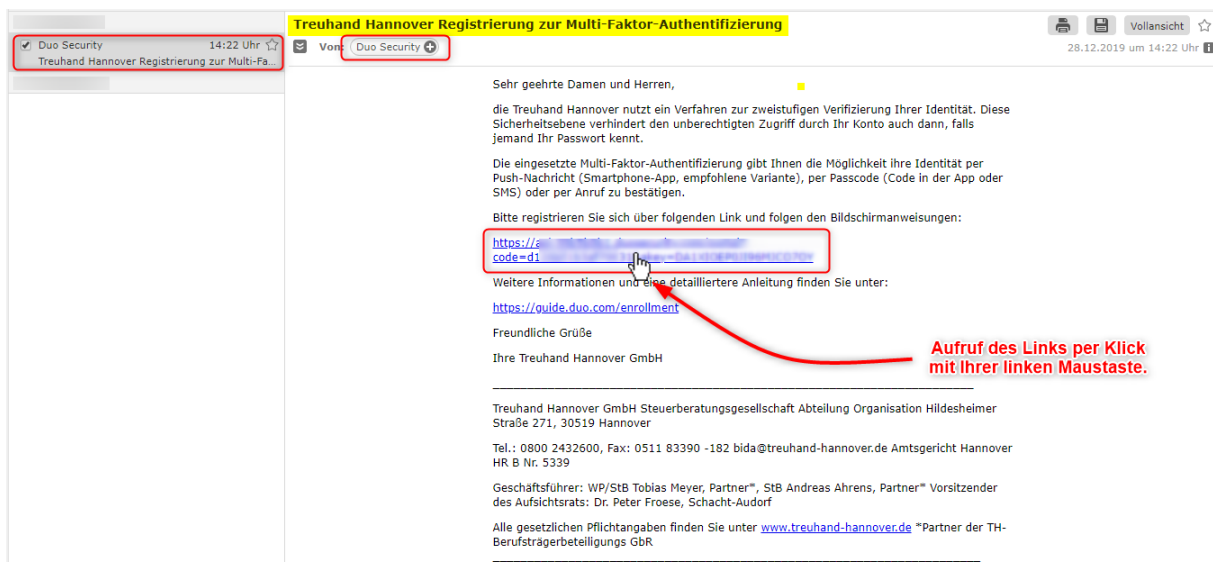 Duo Security 14:22 Uhr
Treuhand Hannover Registrierung zur Multi-Fa...
Treuhand Hannover Registrierung zur Multi-Faktor-Authentifizierung
Vollansicht
Von: Duo Security
28.12.2019 um 14:22 Uhr
Sehr geehrte Damen und Herren,
die Treuhand Hannover nutzt ein Verfahren zur zweistufigen Verifizierung Ihrer Identität. Diese
Sicherheitsebene verhindert den unberechtigten Zugriff durch Ihr Konto auch dann, falls
jemand Ihr Passwort kennt.
Die eingesetzte Multi-Faktor-Authentifizierung gibt Ihnen die Möglichkeit ihre Identität per
Push-Nachricht (Smartphone-App, empfohlene Variante), per Passcode (Code in der App oder
SMS) oder per Anruf zu bestätigen.
Bitte registrieren Sie sich über folgenden Link und folgen den Bildschirmanweisungen:
https://a
code=d1
Weitere Informationen und eine detailliertere Anleitung finden Sie unter:
https://guide.duo.com/enrollment
Freundliche Grüße
Ihre Treuhand Hannover GmbH
Aufruf des Links per Klick
mit Ihrer linken Maustaste.
Treuhand Hannover GmbH Steuerberatungsgesellschaft Abteilung Organisation Hildesheimer
Straße 271, 30519 Hannover
Tel.: 0800 2432600, Fax: 0511 83390 -182 bida@treuhand-hannover.de Amtsgericht Hannover
HR B Nr. 5339
Geschäftsführer: WP/StB Tobias Meyer, Partner*, StB Andreas Ahrens, Partner* Vorsitzender
des Aufsichtsrats: Dr. Peter Froese, Schacht-Audorf
Alle gesetzlichen Pflichtangaben finden Sie unter www.treuhand-hannover.de *Partner der TH-
Berufsträgerbeteiligungs GbR